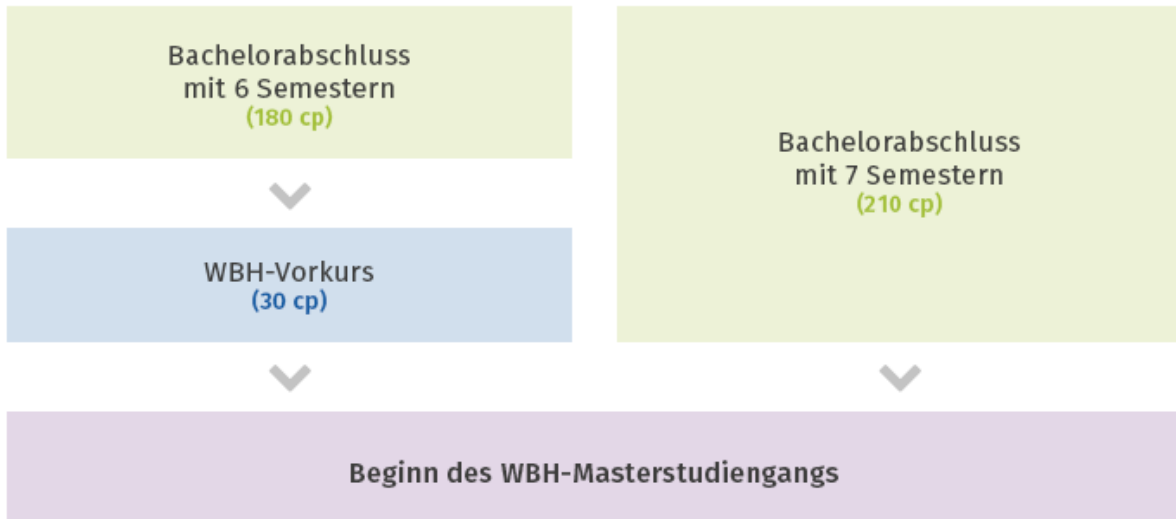 Bachelorabschluss
mit 6 Semestern
(180 cp)
WBH-Vorkurs
(30 cp)
Bachelorabschluss
mit 7 Semestern
(210 cp)
Beginn des WBH-Masterstudiengangs